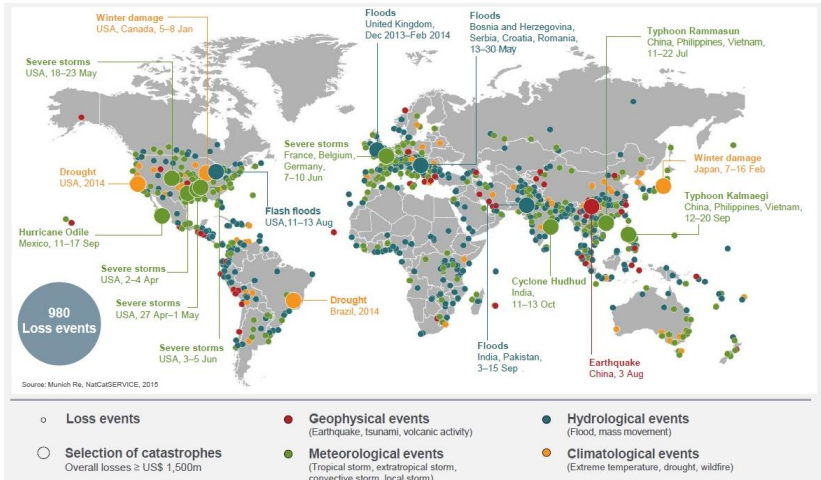 Winter damage
USA, Canada, 5–8 Jan
Floods
United Kingdom,
Dec 2013–Feb 2014
Floods
Bosnia and Herzegovina,
Serbia, Croatia, Romania,
13–30 May
Typhoon Rammasun
China, Philippines, Vietnam,
11–22 Jul
Severe storms
USA, 18–23 May
Severe storms
France, Belgium,
Germany,
7–10 Jun
Drought
USA, 2014
Winter damage
Japan, 7–16 Feb
Typhoon Kalmaegi
China, Philippines, Vietnam,
12–20 Sep
Flash floods
USA, 11–13 Aug
Hurricane Odile
Mexico, 11–17 Sep
Severe storms
USA, 2–4 Apr
Cyclone Hudhud
India,
11–13 Oct
Severe storms
USA, 27 Apr–1 May
Drought
Brazil, 2014
980
Loss events
Severe storms
USA, 3–5 Jun
Floods
India, Pakistan,
3–15 Sep
Earthquake
China, 3 Aug
Source: Munich Re, NatCatSERVICE, 2015
Loss events
Geophysical events
(Earthquake, tsunami, volcanic activity)
Hydrological events
(Flood, mass movement)
Selection of catastrophes
Overall losses ≥ US$ 1,500m
Meteorological events
(Tropical storm, extratropical storm,
convective storm, local storm)
Climatological events
(Extreme temperature, drought, wildfire)